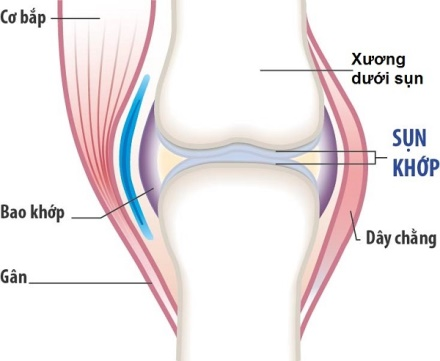 Cơ bắp
Xương
dưới sụn
SỤN
KHỚP
Bao khớp
Dây chằng
Gân